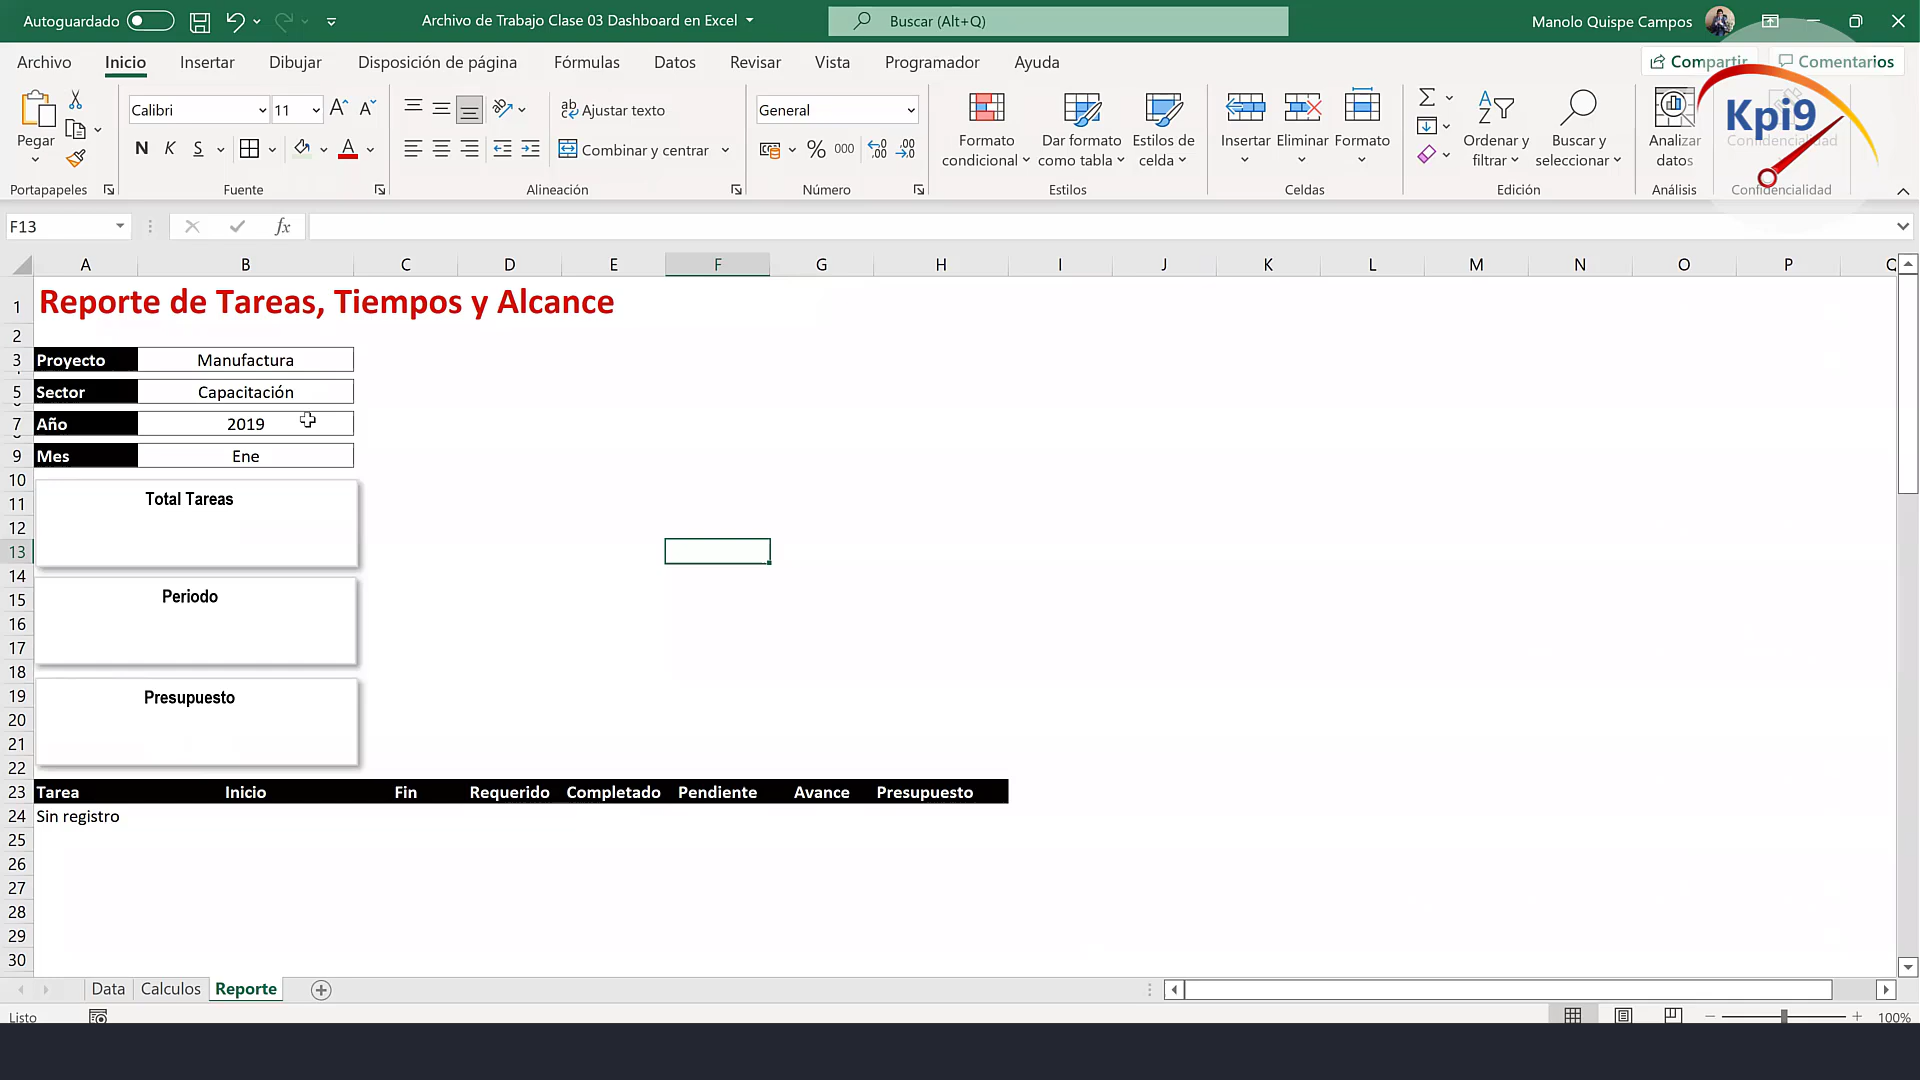 Autoguardado
Archivo de Trabajo Clase 03 Dashboard en Excel
Buscar (Alt+Q)
Manolo Quispe Campos
Archivo Inicio Insertar Dibujar Disposición de página Fórmulas Datos Revisar Vista Programador Ayuda
Compartir
Comentarios
Kpi9
Pegar
Portapapeles
Calibri 11
N K S
Fuente
Ajustar texto
Combinar y centrar
Alineación
General
% 000
Número
Formato condicional
Dar formato como tabla
Estilos de celda
Estilos
Insertar Eliminar Formato
Celdas
Ordenar y filtrar
Buscar y seleccionar
Edición
Analizar datos
Análisis
Confidencialidad
Confidencialidad
F13
fx
A B C D E F G H I J K L M N O P Q
1 Reporte de Tareas, Tiempos y Alcance
2
3 Proyecto Manufactura
5 Sector Capacitación
7 Año 2019
9 Mes Ene
10
11 Total Tareas
12
13
14
15 Periodo
16
17
18
19 Presupuesto
20
21
22
23 Tarea Inicio Fin Requerido Completado Pendiente Avance Presupuesto
24 Sin registro
25
26
27
28
29
30
Data Calculos Reporte
Listo
100%